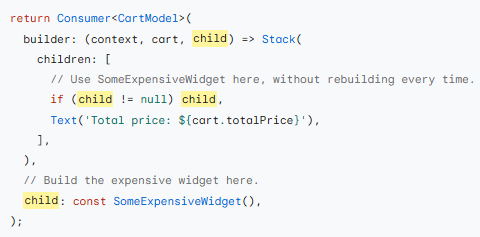 return Consumer<CartModel>(
  builder: (context, cart, child) => Stack(
    children: [
      // Use SomeExpensiveWidget here, without rebuilding every time.
      if (child != null) child,
      Text('Total price: ${cart.totalPrice}'),
    ],
  ),
  // Build the expensive widget here.
  child: const SomeExpensiveWidget(),
);